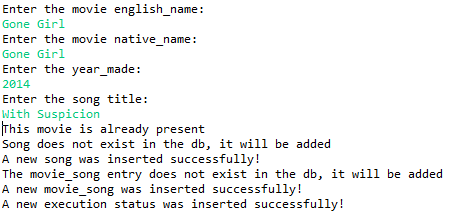 Enter the movie english_name:
Gone Girl
Enter the movie native_name:
Gone Girl
Enter the year_made:
2014
Enter the song title:
With Suspicion
This movie is already present
Song does not exist in the db, it will be added
A new song was inserted successfully!
The movie_song entry does not exist in the db, it will be added
A new movie_song was inserted successfully!
A new execution status was inserted successfully!